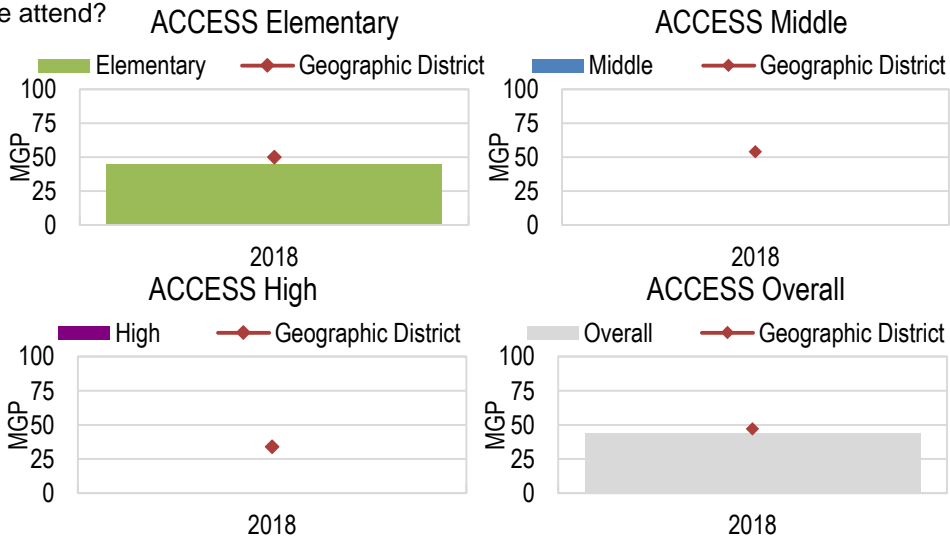 e attend?
ACCESS Elementary
Elementary Geographic District
100
75
50
25
0
MGP
2018
ACCESS Middle
Middle Geographic District
100
75
50
25
0
MGP
2018
ACCESS High
High Geographic District
100
75
50
25
0
MGP
2018
ACCESS Overall
Overall Geographic District
100
75
50
25
0
MGP
2018